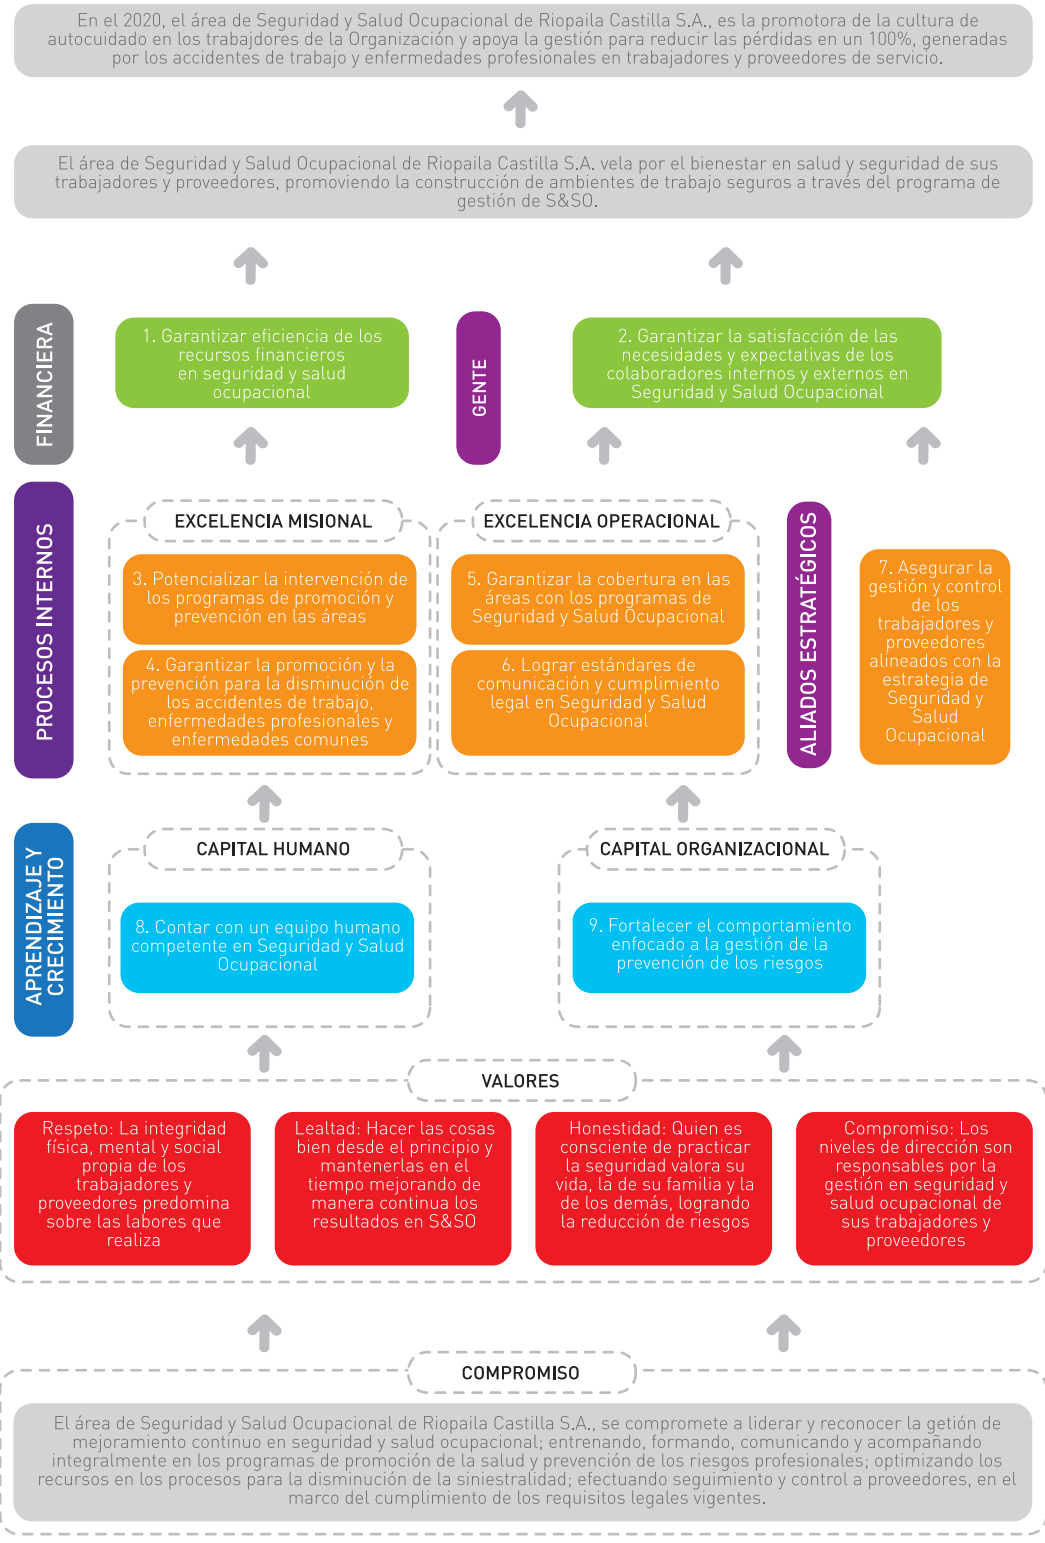 En el 2020, el área de Seguridad y Salud Ocupacional de Riopaila Castilla S.A., es la promotora de la cultura de
autocuidado en los trabajdores de la Organización y apoya la gestión para reducir las pérdidas en un 100%, generadas
por los accidentes de trabajo y enfermedades profesionales en trabajadores y proveedores de servicio.
El área de Seguridad y Salud Ocupacional de Riopaila Castilla S.A. vela por el bienestar en salud y seguridad de sus
trabajadores y proveedores, promoviendo la construcción de ambientes de trabajo seguros a través del programa de
gestión de S&SO.
FINANCIERA
1. Garantizar eficiencia de los
recursos financieros
en seguridad y salud
ocupacional
GENTE
2. Garantizar la satisfacción de las
necesidades y expectativas de los
colaboradores internos y externos en
Seguridad y Salud Ocupacional
PROCESOS INTERNOS
EXCELENCIA MISIONAL
3. Potencializar la intervención de
los programas de promoción y
prevención en las áreas
4. Garantizar la promoción y la
prevención para la disminución de
los accidentes de trabajo,
enfermedades profesionales y
enfermedades comunes
EXCELENCIA OPERACIONAL
5. Garantizar la cobertura en las
áreas con los programas de
Seguridad y Salud Ocupacional
6. Lograr estándares de
comunicación y cumplimiento
legal en Seguridad y Salud
Ocupacional
ALIADOS ESTRATÉGICOS
7. Asegurar la
gestión y control
de los
trabajadores y
proveedores
alineados con la
estrategia de
Seguridad y
Salud
Ocupacional
APRENDIZAJE Y
CRECIMIENTO
CAPITAL HUMANO
8. Contar con un equipo humano
competente en Seguridad y Salud
Ocupacional
CAPITAL ORGANIZACIONAL
9. Fortalecer el comportamiento
enfocado a la gestión de la
prevención de los riesgos
VALORES
Respeto: La integridad
física, mental y social
propia de los
trabajadores y
proveedores predomina
sobre las labores que
realiza
Lealtad: Hacer las cosas
bien desde el principio y
mantenerlas en el
tiempo mejorando de
manera continua los
resultados en S&SO
Honestidad: Quien es
consciente de practicar
la seguridad valora su
vida, la de su familia y la
de los demás, logrando
la reducción de riesgos
Compromiso: Los
niveles de dirección son
responsables por la
gestión en seguridad y
salud ocupacional de
sus trabajadores y
proveedores
COMPROMISO
El área de Seguridad y Salud Ocupacional de Riopaila Castilla S.A., se compromete a liderar y reconocer la getión de
mejoramiento continuo en seguridad y salud ocupacional; entrenando, formando, comunicando y acompañando
integralmente en los programas de promoción de la salud y prevención de los riesgos profesionales; optimizando los
recursos en los procesos para la disminución de la siniestralidad; efectuando seguimiento y control a proveedores, en el
marco del cumplimiento de los requisitos legales vigentes.